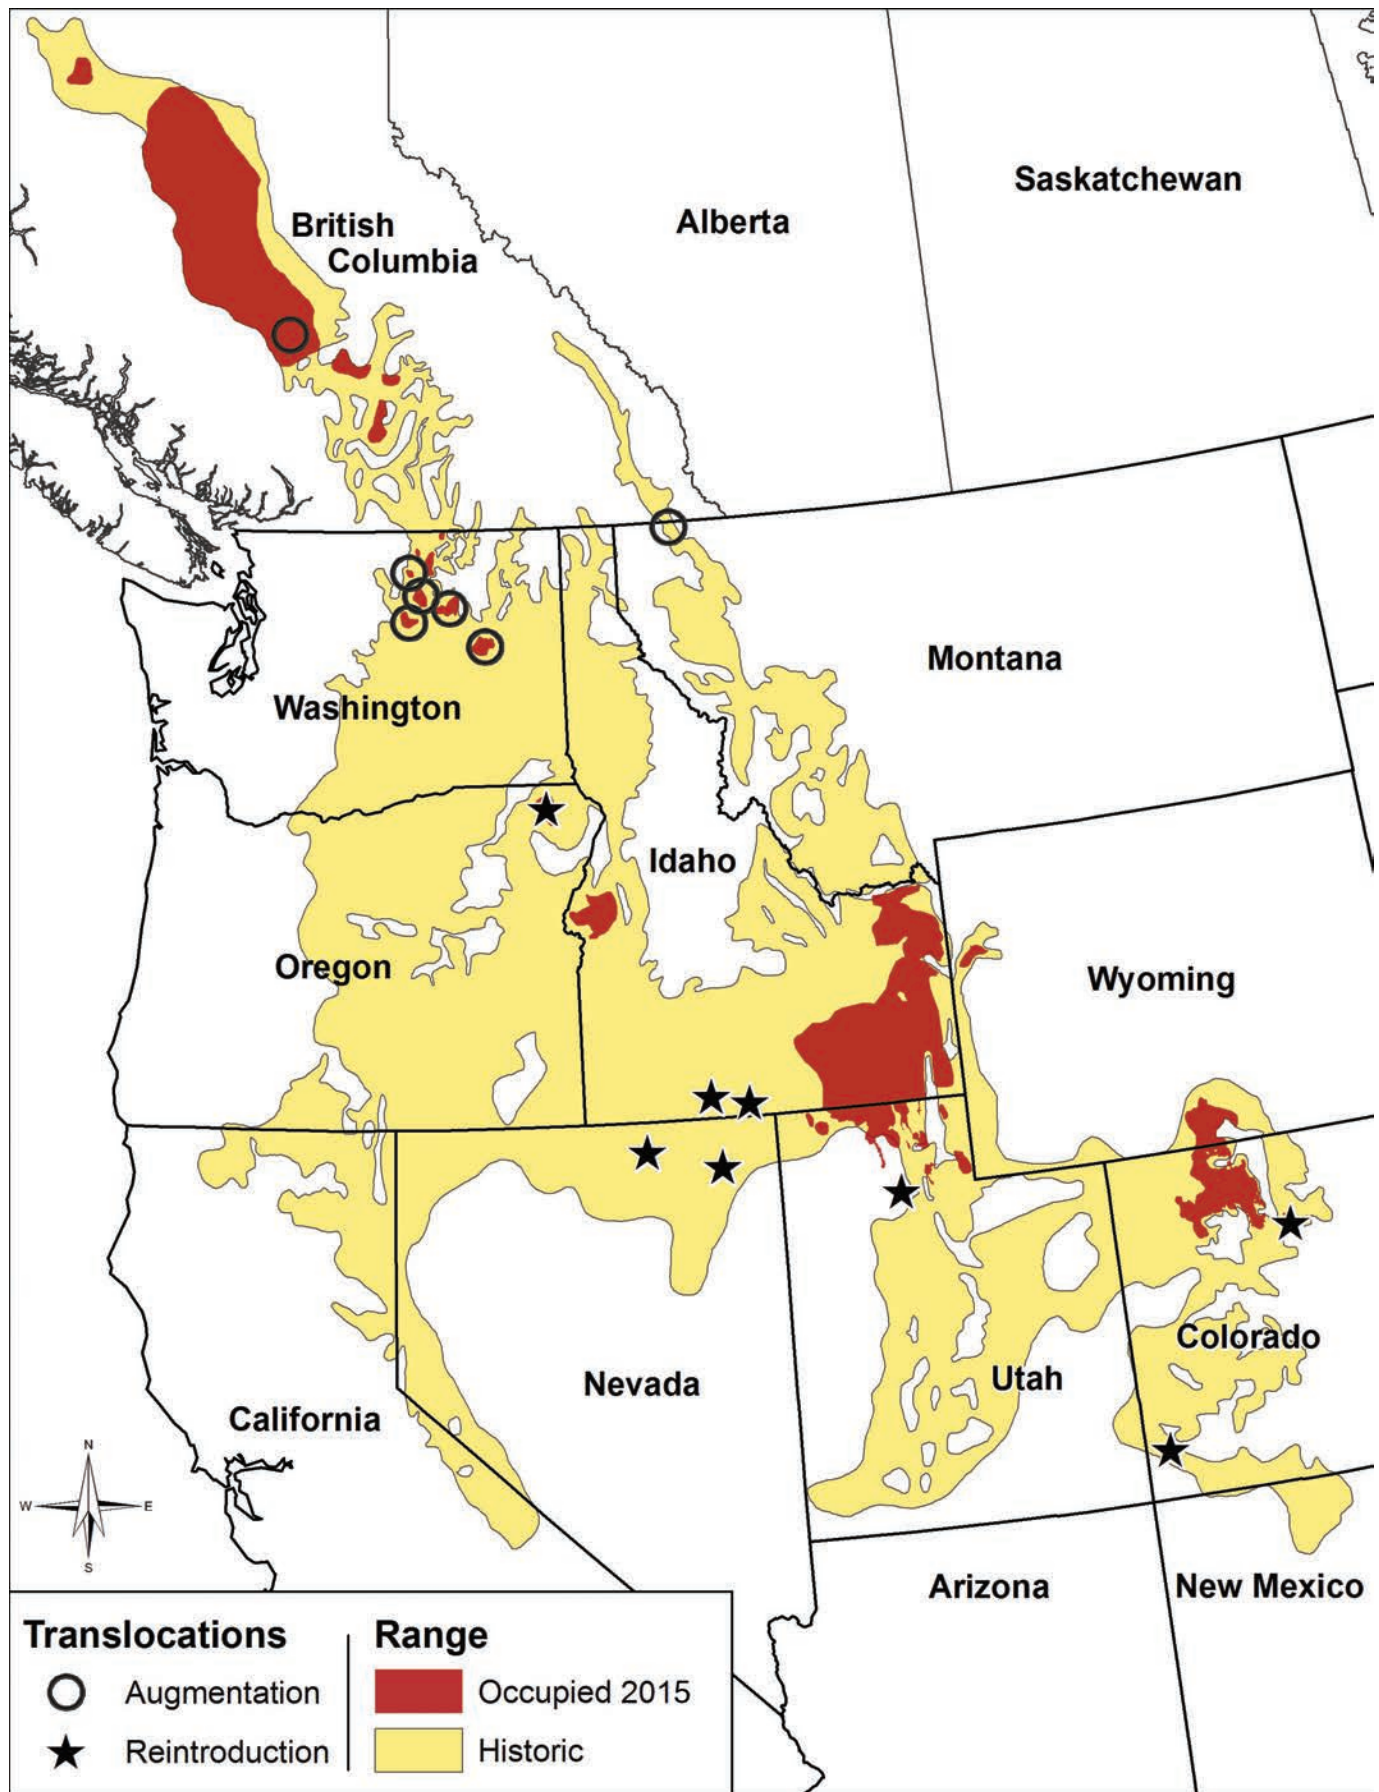 Saskatchewan
Alberta
British
Columbia
Montana
Washington
Idaho
Oregon
Wyoming
Colorado
Utah
Nevada
California
N
W
E
S
Arizona
New Mexico
Translocations
Augmentation
Reintroduction
Range
Occupied 2015
Historic